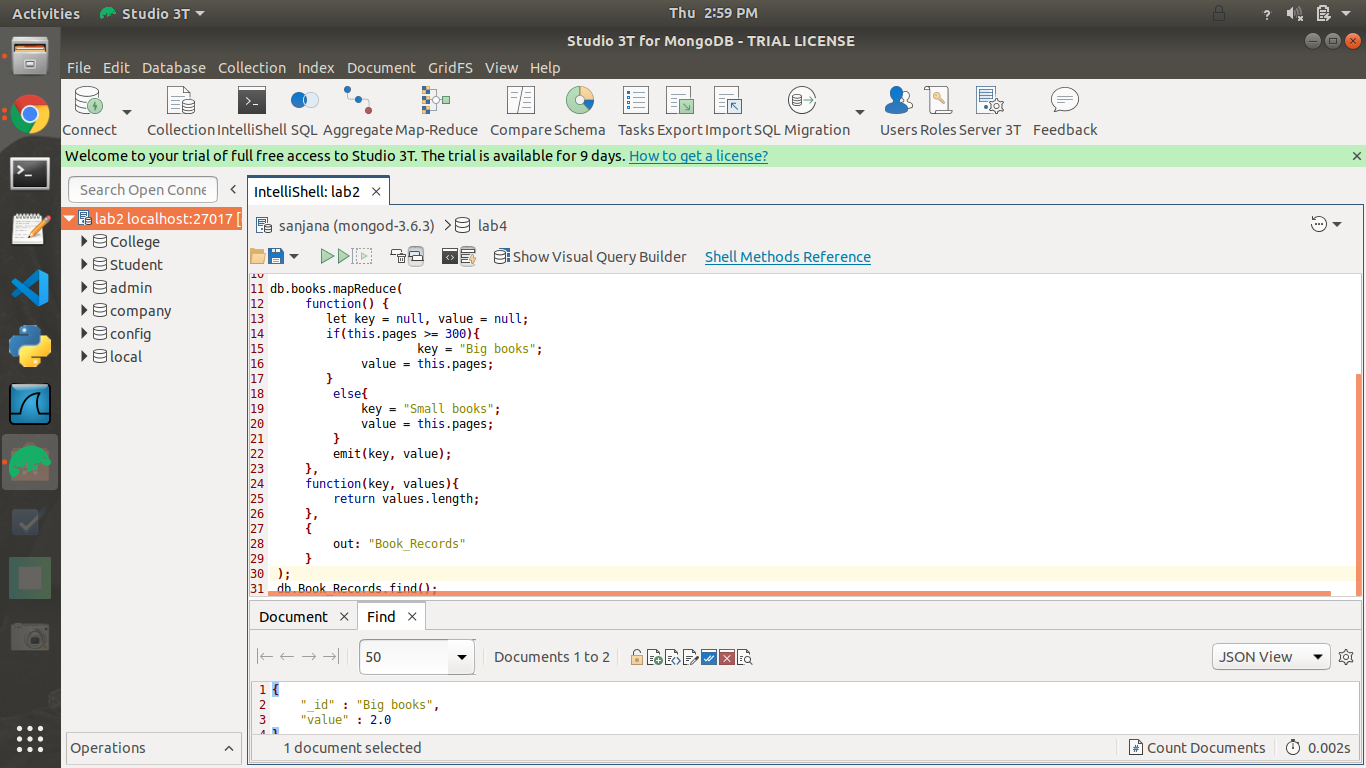 Activities Studio 3T Thu 2:59 PM ?
Studio 3T for MongoDB - TRIAL LICENSE
File Edit Database Collection Index Document GridFS View Help
Connect Collection IntelliShell SQL Aggregate Map-Reduce Compare Schema Tasks Export Import SQL Migration Users Roles Server 3T Feedback
Welcome to your trial of full free access to Studio 3T. The trial is available for 9 days. How to get a license?
Search Open Conne
IntelliShell: lab2
lab2 localhost:27017 [
College
Student
admin
company
config
local
sanjana (mongod-3.6.3) lab4
Show Visual Query Builder Shell Methods Reference
10
11 db.books.mapReduce(
12 function() {
13 let key = null, value = null;
14 if(this.pages >= 300){
15 key = "Big books";
16 value = this.pages;
17 }
18 else{
19 key = "Small books";
20 value = this.pages;
21 }
22 emit(key, value);
23 },
24 function(key, values){
25 return values.length;
26 },
27 {
28 out: "Book_Records"
29 }
30 );
31 db.Book_Records.find();
Document Find
50 Documents 1 to 2 JSON View
1 {
2 "_id" : "Big books",
3 "value" : 2.0
4 }
Operations
1 document selected Count Documents 0.002s